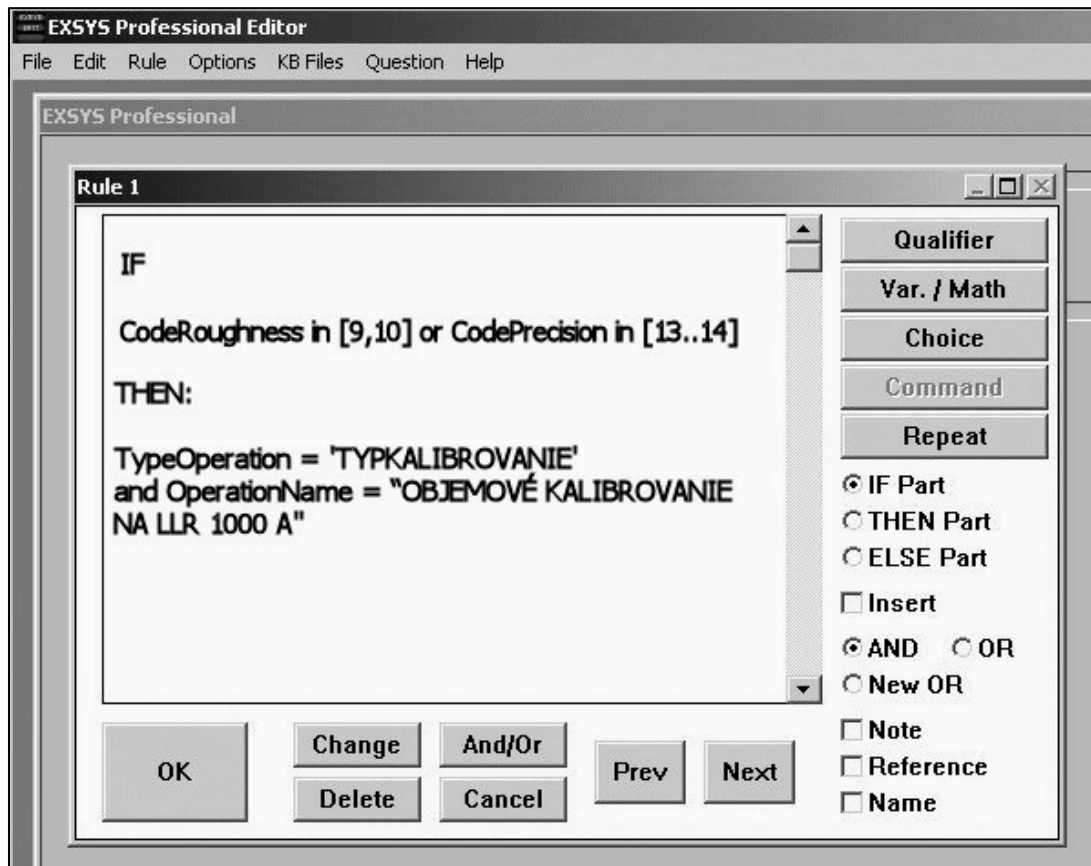 EXSYS Professional Editor
File Edit Rule Options KB Files Question Help
EXSYS Professional
Rule 1
IF
CodeRoughness in [9,10] or CodePrecision in [13..14]
THEN:
TypeOperation = 'TYPKALIBROVANIE'
and OperationName = “OBJEMOVÉ KALIBROVANIE
NA LLR 1000 A"
Qualifier
Var. / Math
Choice
Command
Repeat
IF Part
THEN Part
ELSE Part
Insert
AND OR
New OR
Note
Reference
Name
OK
Change
And/Or
Delete
Cancel
Prev
Next